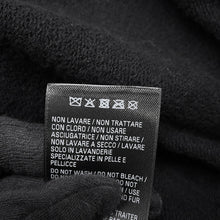 NON LAVARE / NON TRATTARE
CON CLORO / NON USARE
ASCIUGATRICE / NON STIRARE /
NON LAVARE A SECCO / LAVARE
SOLO IN LAVANDERIE
SPECIALIZZATE IN PELLE E
PELLICCE
DO NOT WASH / DO NOT BLEACH /
DO NOT